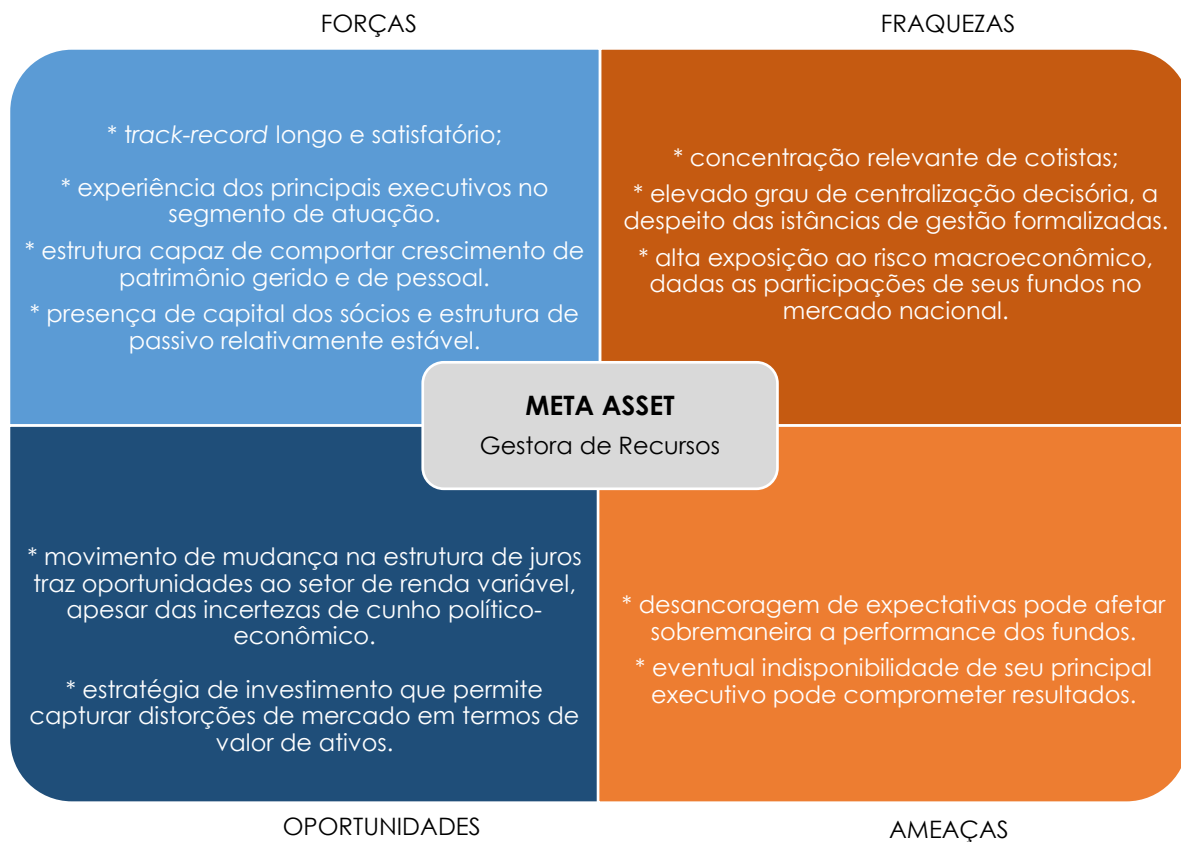 FORÇAS
FRAQUEZAS
* track-record longo e satisfatório;
* experiência dos principais executivos no
segmento de atuação.
* estrutura capaz de comportar crescimento de
patrimônio gerido e de pessoal.
* presença de capital dos sócios e estrutura de
passivo relativamente estável.
* concentração relevante de cotistas;
* elevado grau de centralização decisória, a
despeito das istâncias de gestão formalizadas.
* alta exposição ao risco macroeconômico,
dadas as participações de seus fundos no
mercado nacional.
META ASSET
Gestora de Recursos
* movimento de mudança na estrutura de juros
traz oportunidades ao setor de renda variável,
apesar das incertezas de cunho político-
econômico.
* estratégia de investimento que permite
capturar distorções de mercado em termos de
valor de ativos.
* desancoragem de expectativas pode afetar
sobremaneira a performance dos fundos.
* eventual indisponibilidade de seu principal
executivo pode comprometer resultados.
OPORTUNIDADES
AMEAÇAS